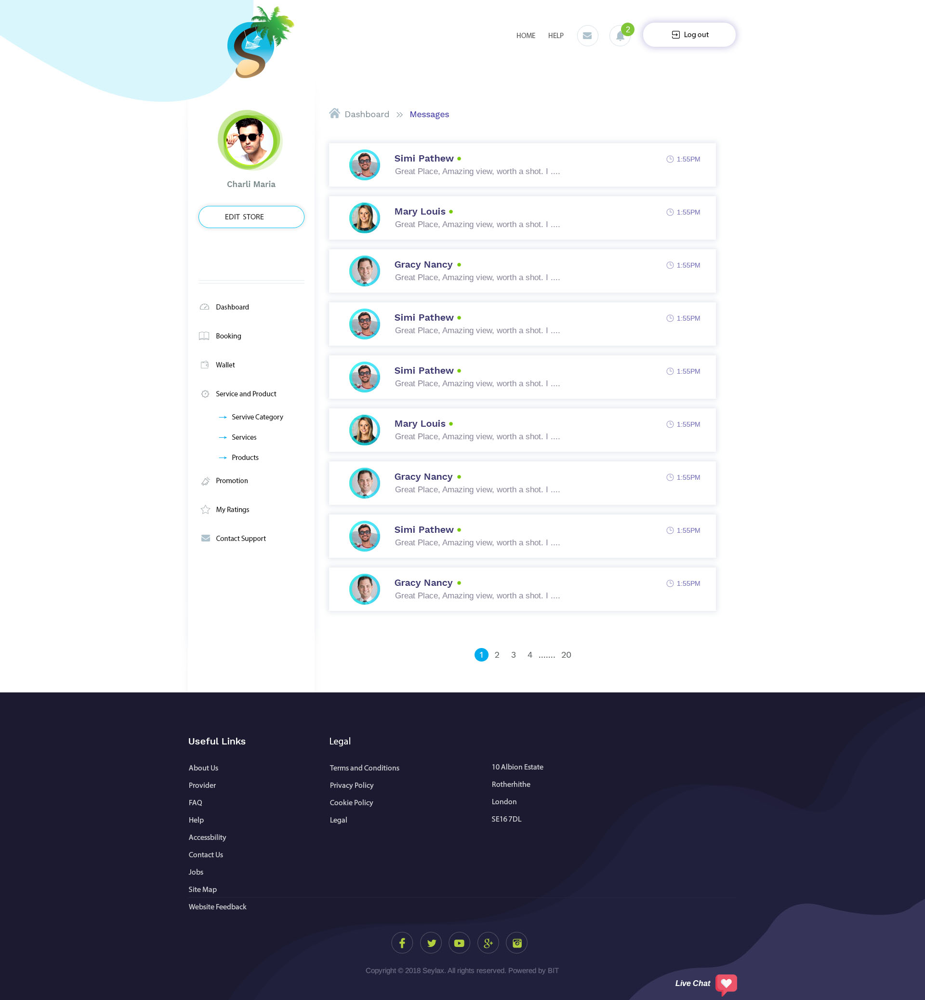 HOME HELP 2 Log out
Dashboard Messages
Charli Maria
EDIT STORE
Dashboard
Booking
Wallet
Service and Product
Servive Category
Services
Products
Promotion
My Ratings
Contact Support
Simi Pathew 1:55PM
Great Place, Amazing view, worth a shot. I ....
Mary Louis 1:55PM
Great Place, Amazing view, worth a shot. I ....
Gracy Nancy 1:55PM
Great Place, Amazing view, worth a shot. I ....
Simi Pathew 1:55PM
Great Place, Amazing view, worth a shot. I ....
Simi Pathew 1:55PM
Great Place, Amazing view, worth a shot. I ....
Mary Louis 1:55PM
Great Place, Amazing view, worth a shot. I ....
Gracy Nancy 1:55PM
Great Place, Amazing view, worth a shot. I ....
Simi Pathew 1:55PM
Great Place, Amazing view, worth a shot. I ....
Gracy Nancy 1:55PM
Great Place, Amazing view, worth a shot. I ....
1 2 3 4 ....... 20
Useful Links
About Us
Provider
FAQ
Help
Accessbility
Contact Us
Jobs
Site Map
Website Feedback
Legal
Terms and Conditions
Privacy Policy
Cookie Policy
Legal
10 Albion Estate
Rotherhithe
London
SE16 7DL
Copyright © 2018 Seylax. All rights reserved. Powered by BIT
Live Chat